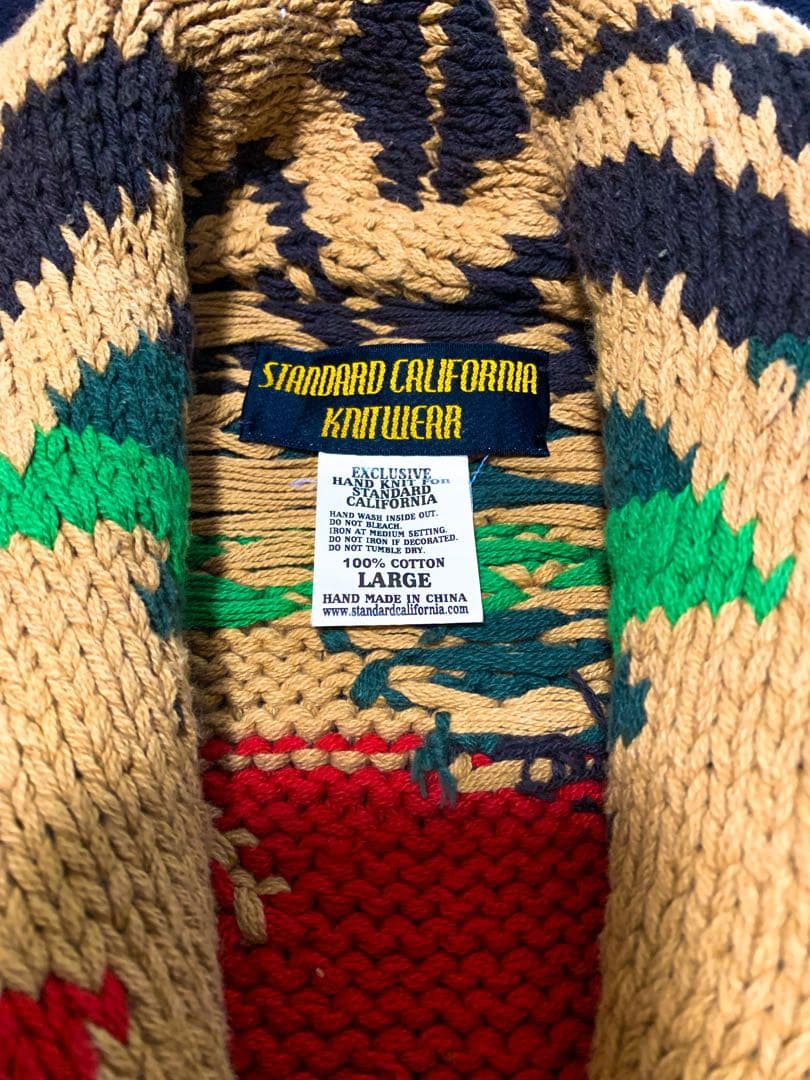 STANDARD CALIFORNIA
KNITWEAR
EXCLUSIVE
HAND KNIT FOR
STANDARD
CALIFORNIA
HAND WASH INSIDE OUT.
DO NOT BLEACH.
IRON AT MEDIUM SETTING.
DO NOT IRON IF DECORATED.
DO NOT TUMBLE DRY.
100% COTTON
LARGE
HAND MADE IN CHINA
www.standardcalifornia.com